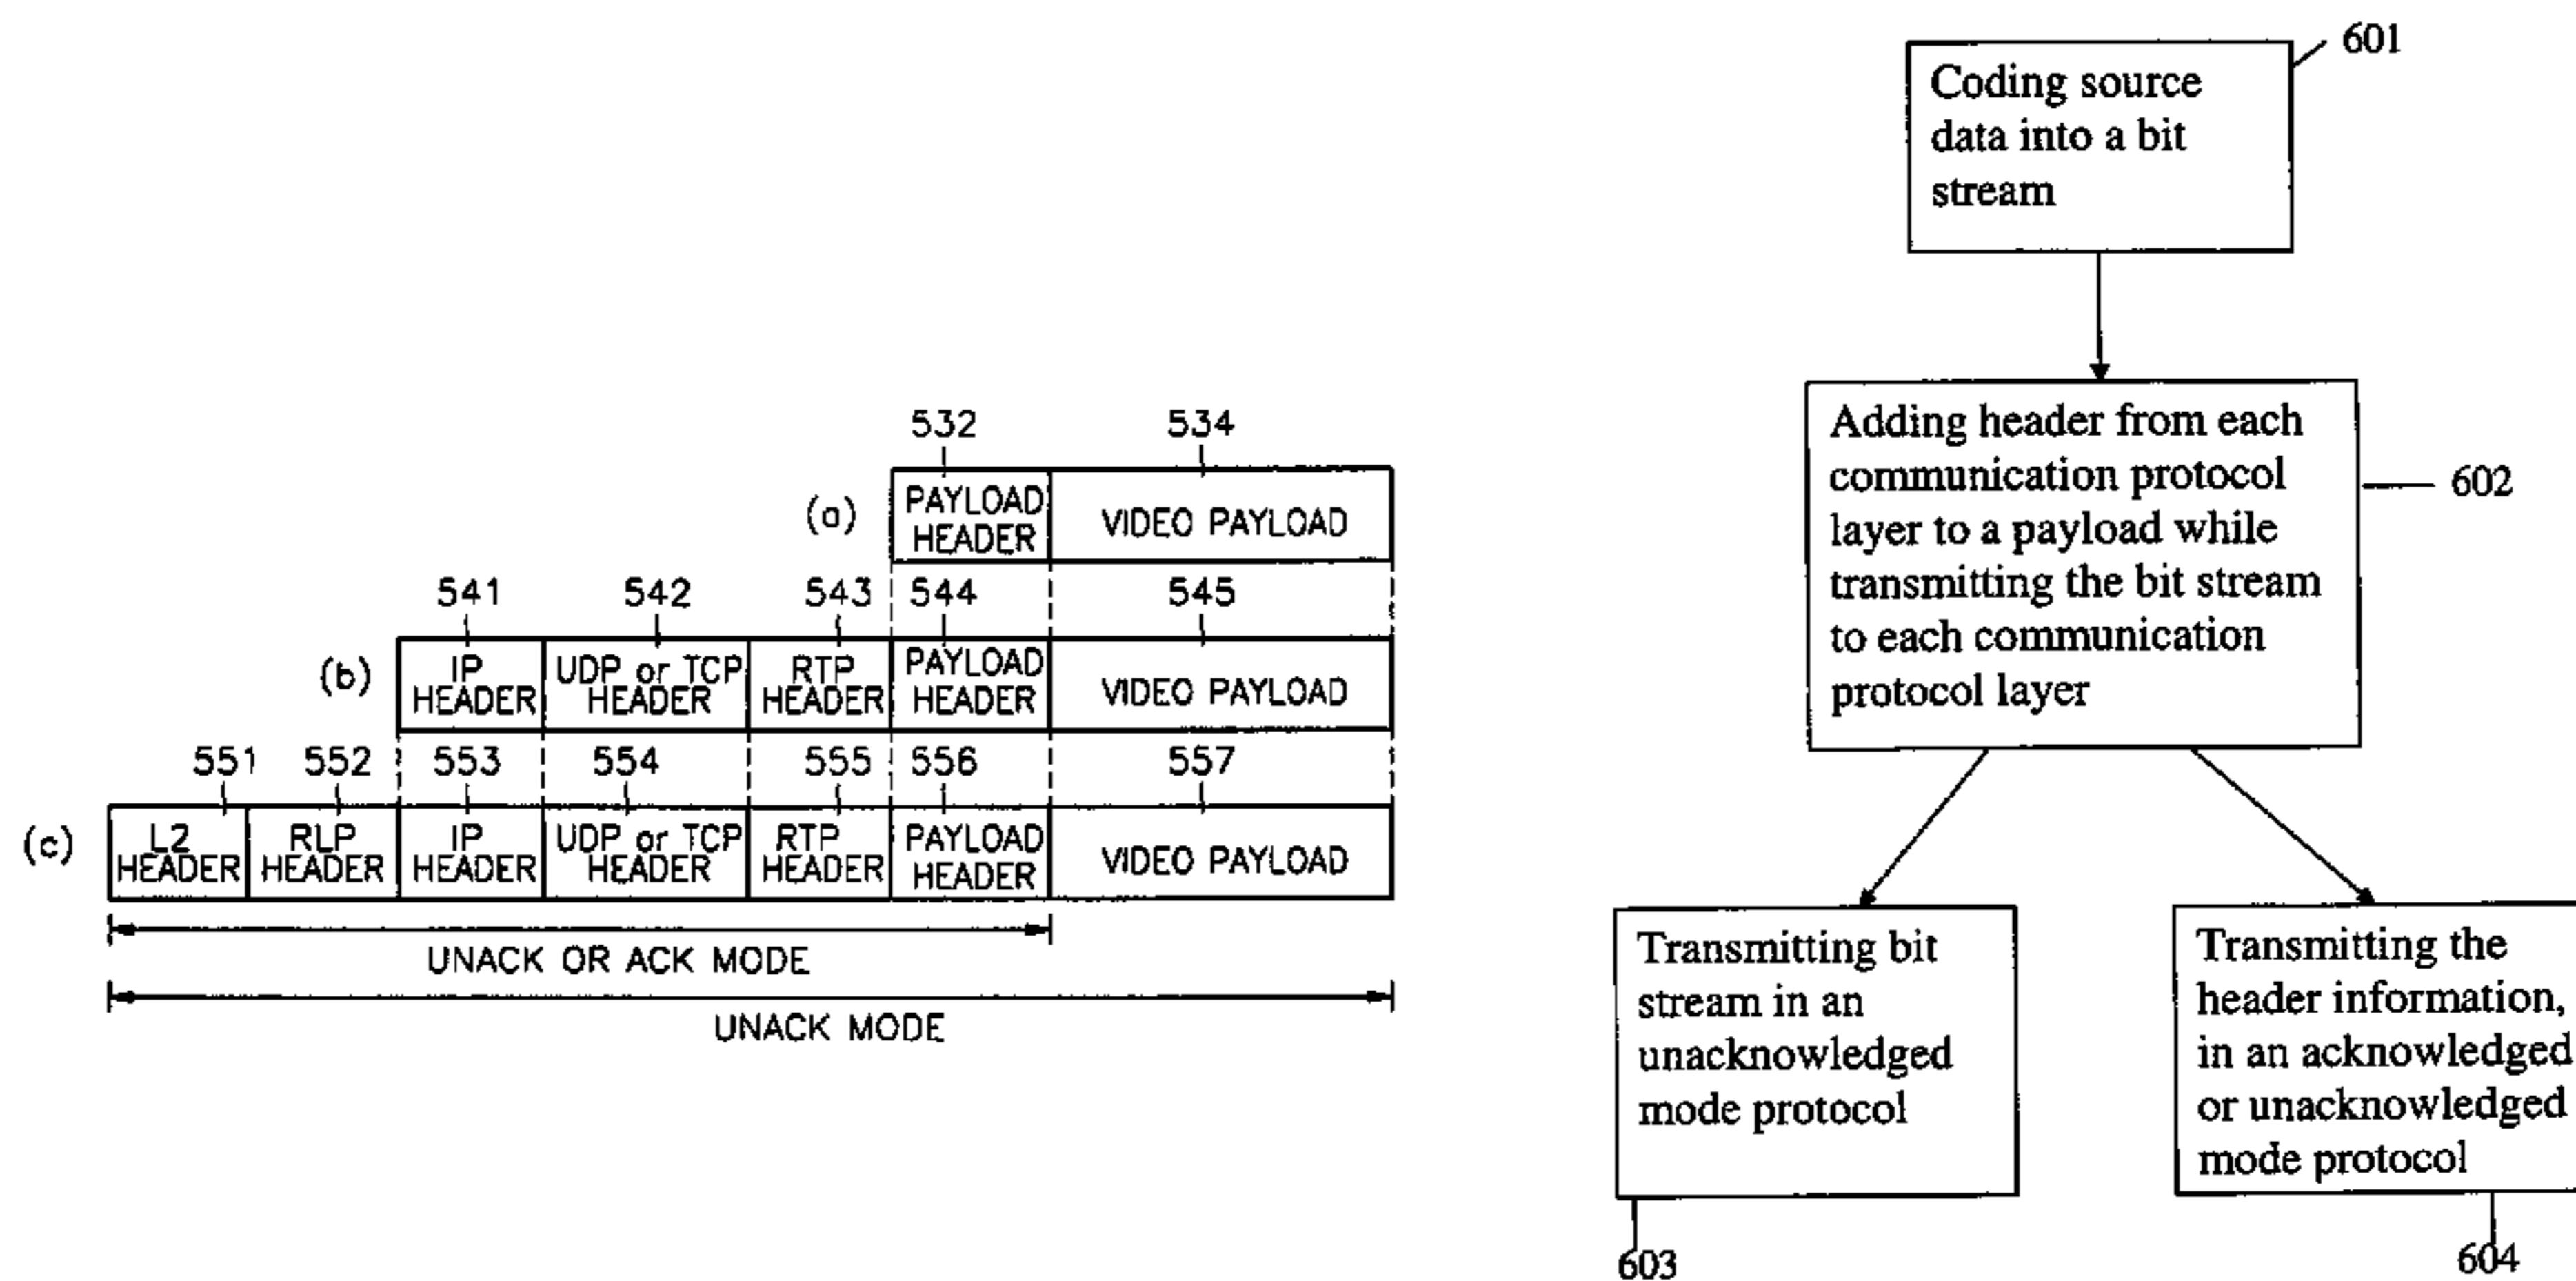 532 534
(a) PAYLOAD HEADER VIDEO PAYLOAD
541 542 543 544 545
(b) IP HEADER UDP or TCP HEADER RTP HEADER PAYLOAD HEADER VIDEO PAYLOAD
551 552 553 554 555 556 557
(c) L2 HEADER RLP HEADER IP HEADER UDP or TCP HEADER RTP HEADER PAYLOAD HEADER VIDEO PAYLOAD
UNACK OR ACK MODE
UNACK MODE
601
Coding source
data into a bit
stream
Adding header from each
communication protocol
layer to a payload while
transmitting the bit stream
to each communication
protocol layer
602
Transmitting bit
stream in an
unacknowledged
mode protocol
603
Transmitting the
header information,
in an acknowledged
or unacknowledged
mode protocol
604